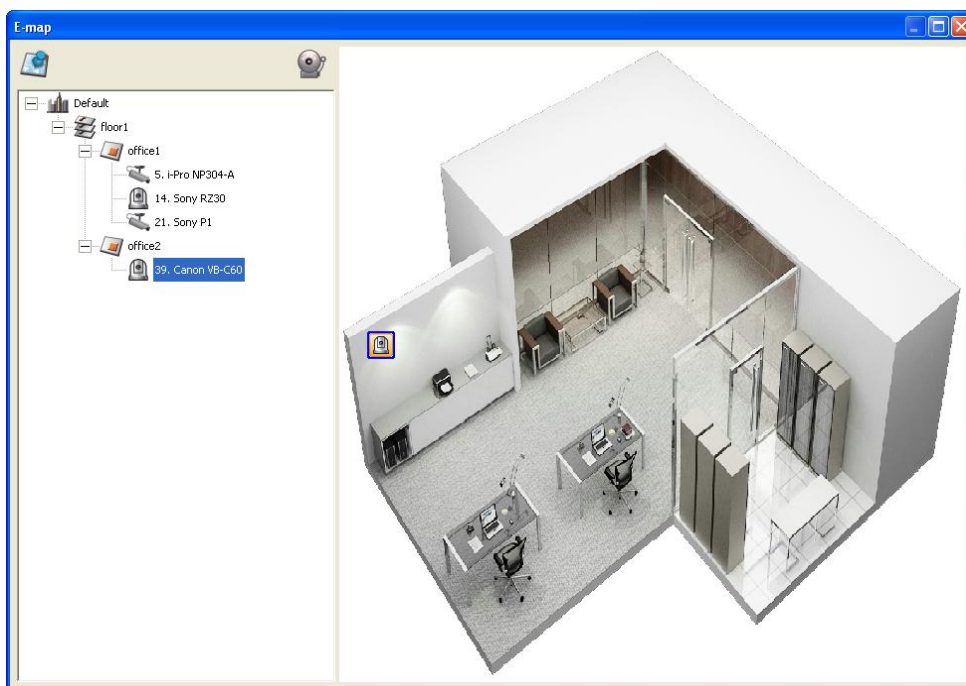 E-map
Default
floor1
office1
5. i-Pro NP304-A
14. Sony RZ30
21. Sony P1
office2
39. Canon VB-C60